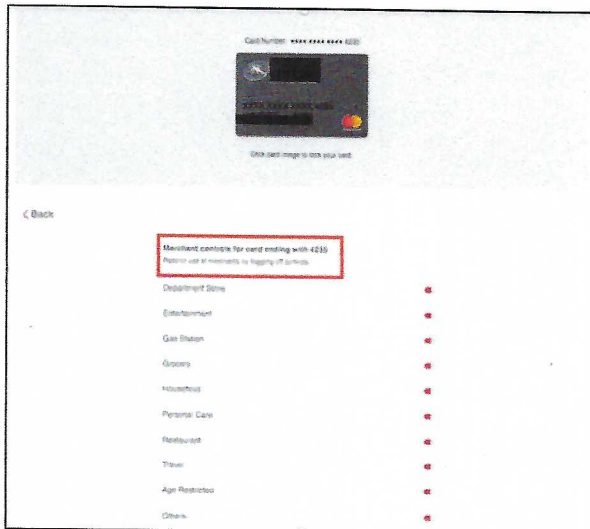 Card Number: **** **** **** 4235
**** **** **** 4235
Click card image to lock your card
Back
Merchant controls for card ending with 4235
use of merchants by toggling off controls
Department Store
Entertainment
Gas Station
Grocery
Household
Personal Care
Restaurant
Travel
Age Restricted
Others